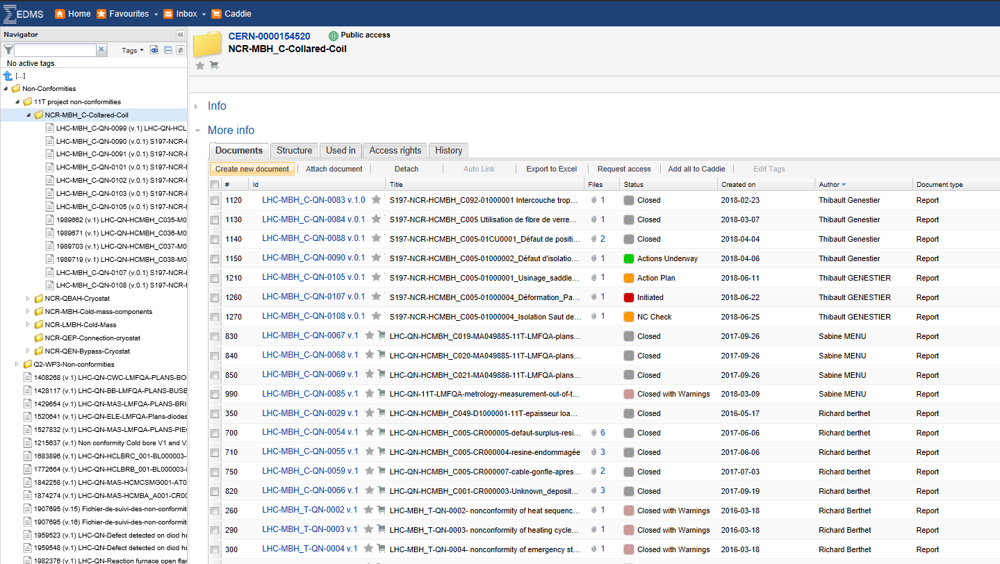 EDMS Home Favourites Inbox Caddie
Navigator
Tags
No active tags.
[...]
Non-Conformities
11T project non-conformities
NCR-MBH_C-Collared-Coil
LHC-MBH_C-QN-0099 (v.1) LHC-QN-HCL
LHC-MBH_C-QN-0090 (v.0.1) S197-NCR-H
LHC-MBH_C-QN-0091 (v.0.1) S197-NCR-H
LHC-MBH_C-QN-0101 (v.0.1) S197-NCR-H
LHC-MBH_C-QN-0102 (v.0.1) S197-NCR-H
LHC-MBH_C-QN-0103 (v.0.1) S197-NCR-H
LHC-MBH_C-QN-0105 (v.0.1) S197-NCR-H
1989662 (v.1) LHC-QN-HCMBH_C035-M0
1989671 (v.1) LHC-QN-HCMBH_C036-M0
1989703 (v.1) LHC-QN-HCMBH_C037-M0
1989719 (v.1) LHC-QN-HCMBH_C038-M0
LHC-MBH_C-QN-0107 (v.0.1) S197-NCR-H
LHC-MBH_C-QN-0108 (v.0.1) S197-NCR-H
NCR-QBAH-Cryostat
NCR-MBH-Cold-mass-components
NCR-LMBH-Cold-Mass
NCR-QEP-Connection-cryostat
NCR-QEN-Bypass-Cryostat
Q2-WP3-Non-conformities
1408268 (v.1) LHC-QN-CWC-LMFQA-PLANS-BO
1428117 (v.1) LHC-QN-BB-LMFQA-PLANS-BUSB
1429654 (v.1) LHC-QN-MAS-LMFQA-PLANS-BRI
1520641 (v.1) LHC-QN-ELE-LMFQA-Plans-diodes
1527832 (v.1) LHC-QN-MAS-LMFQA-PLANS-PIE
1215637 (v.1) Non conformity Cold bore V1 and V
1683896 (v.1) LHC-QN-HCLBRC_001-BL000003-
1772664 (v.1) LHC-QN-HCLBRB_001-BL000003-
1842258 (v.1) LHC-QN-MAS-HCMCSMG001-AT0
1874274 (v.1) LHC-QN-MAS-HCMBA_A001-CR00
1907695 (v.15) Fichier-de-suivi-des-non-conformité
1907695 (v.16) Fichier-de-suivi-des-non-conformité
1959523 (v.1) LHC-QN-Defect detected on diod ha
1959548 (v.1) LHC-QN-Defect detected on diod ha
1982376 (v.1) LHC-QN-Reaction furnace open flan
CERN-0000154520 Public access
NCR-MBH_C-Collared-Coil
Info
More info
Documents Structure Used in Access rights History
Create new document Attach document Detach Auto Link Export to Excel Request access Add all to Caddie Edit Tags
# Id Title Files Status Created on Author Document type
1120 LHC-MBH_C-QN-0083 v.1.0 S197-NCR-HCMBH_C092-01000001 Intercouche trop... 1 Closed 2018-02-23 Thibault Genestier Report
1130 LHC-MBH_C-QN-0084 v.0.1 S197-NCR-HCMBH_C005 Utilisation de fibre de verre... 1 Closed 2018-03-07 Thibault Genestier Report
1140 LHC-MBH_C-QN-0088 v.0.1 S197-NCR-HCMBH_C005-01CU0001_Défaut de positi... 2 Closed 2018-04-04 Thibault Genestier Report
1150 LHC-MBH_C-QN-0090 v.0.1 S197-NCR-HCMBH_C005-01000002_Défaut d'isolatio... 1 Actions Underway 2018-04-06 Thibault Genestier Report
1210 LHC-MBH_C-QN-0105 v.0.1 S197-NCR-HCMBH_C005-01000001_Usinage_saddle... 1 Action Plan 2018-06-11 Thibault GENESTIER Report
1260 LHC-MBH_C-QN-0107 v.0.1 S197-NCR-HCMBH_C005-01000004_Déformation_Pa... 1 Initiated 2018-06-22 Thibault GENESTIER Report
1270 LHC-MBH_C-QN-0108 v.0.1 S197-NCR-HCMBH_C005-01000004_Isolation Saut de... 1 NC Check 2018-06-25 Thibault GENESTIER Report
830 LHC-MBH_C-QN-0067 v.1 LHC-QN-HCMBH_C019-MA049885-11T-LMFQA-plans... Closed 2017-09-26 Sabine MENU Report
840 LHC-MBH_C-QN-0068 v.1 LHC-QN-HCMBH_C020-MA049885-11T-LMFQA-plans... Closed 2017-09-26 Sabine MENU Report
850 LHC-MBH_C-QN-0069 v.1 LHC-QN-HCMBH_C021-MA049886-11T-LMFQA-plans... Closed 2017-09-26 Sabine MENU Report
990 LHC-MBH_C-QN-0085 v.1 LHC-QN-11T-LMFQA-metrology-measurement-out-of-t... Closed with Warnings 2018-03-09 Sabine MENU Report
350 LHC-MBH_C-QN-0029 v.1 LHC-QN-HCMBH_C049-D1000001-11T-epaisseur loa... Closed 2016-05-17 Richard berthet Report
700 LHC-MBH_C-QN-0054 v.1 LHC-QN-HCMBH_C005-CR000005-defaut-surplus-resi... 6 Closed 2017-06-06 Richard berthet Report
710 LHC-MBH_C-QN-0055 v.1 LHC-QN-HCMBH_C005-CR000004-resine-endommagée 3 Closed 2017-06-06 Richard berthet Report
750 LHC-MBH_C-QN-0059 v.1 LHC-QN-HCMBH_C005-CR000007-cable-gonfle-apres... 2 Closed 2017-07-03 Richard berthet Report
820 LHC-MBH_C-QN-0066 v.1 LHC-QN-HCMBH_C001-CR000003-Unknown_deposit... 3 Closed 2017-09-19 Richard berthet Report
260 LHC-MBH_T-QN-0002 v.1 LHC-MBH_T-QN-0002- nonconformity of heat sequenc... 1 Closed with Warnings 2016-03-18 Richard Berthet Report
290 LHC-MBH_T-QN-0003 v.1 LHC-MBH_T-QN-0003- nonconformity of heating cycle... 1 Closed with Warnings 2016-03-18 Richard Berthet Report
300 LHC-MBH_T-QN-0004 v.1 LHC-MBH_T-QN-0004- nonconformity of emergency st... 1 Closed with Warnings 2016-03-18 Richard Berthet Report